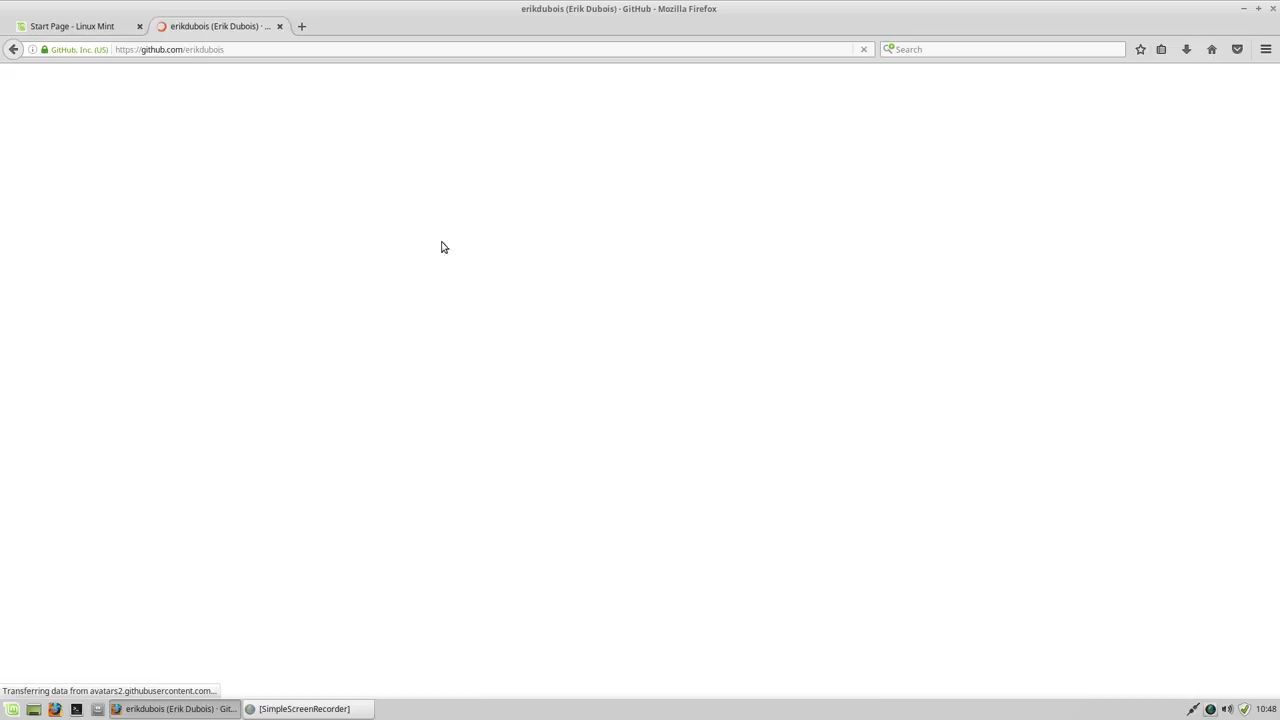 erikdubois (Erik Dubois) · GitHub - Mozilla Firefox
Start Page - Linux Mint
erikdubois (Erik Dubois) · ...
GitHub, Inc. (US)
https://github.com/erikdubois
Search
Transferring data from avatars2.githubusercontent.com...
erikdubois (Erik Dubois) · Git...
[SimpleScreenRecorder]
10:48